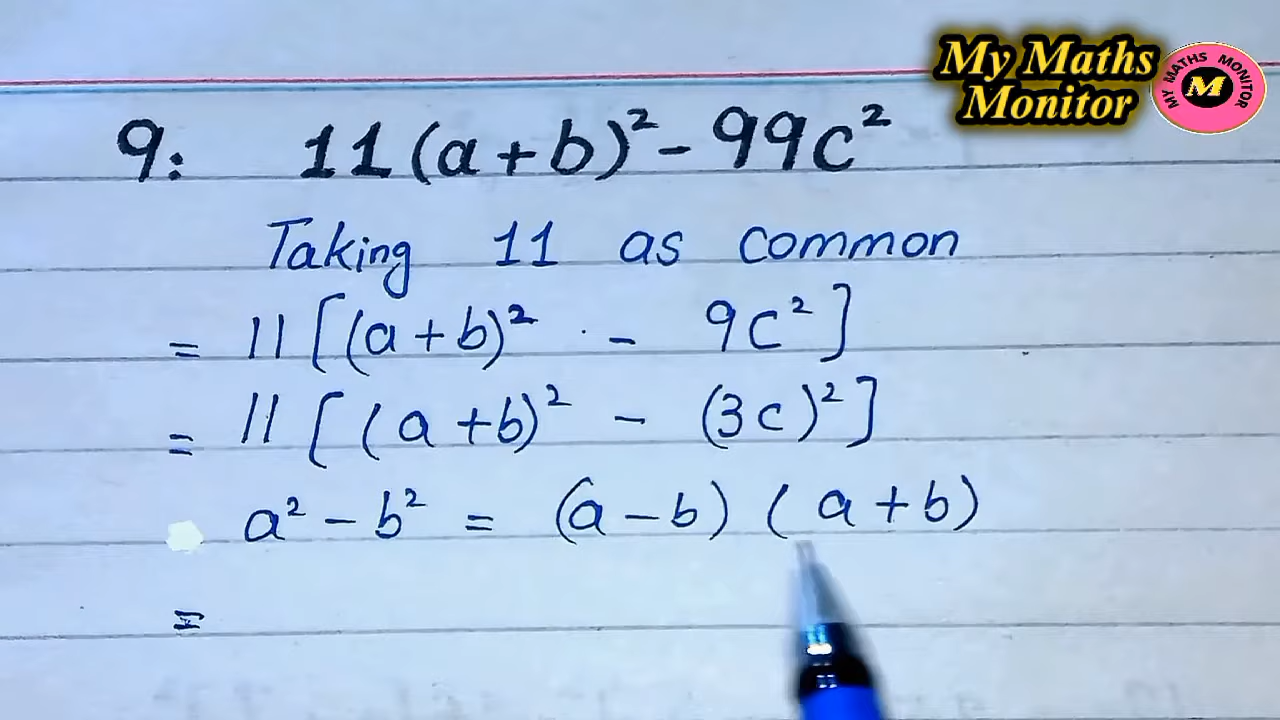 My Maths
Monitor
MY MATHS MONITOR
M
9: 11(a+b)² - 99c²
Taking 11 as common
= 11[(a+b)² - 9c²]
= 11[(a+b)² - (3c)²]
a² - b² = (a-b) (a+b)
=